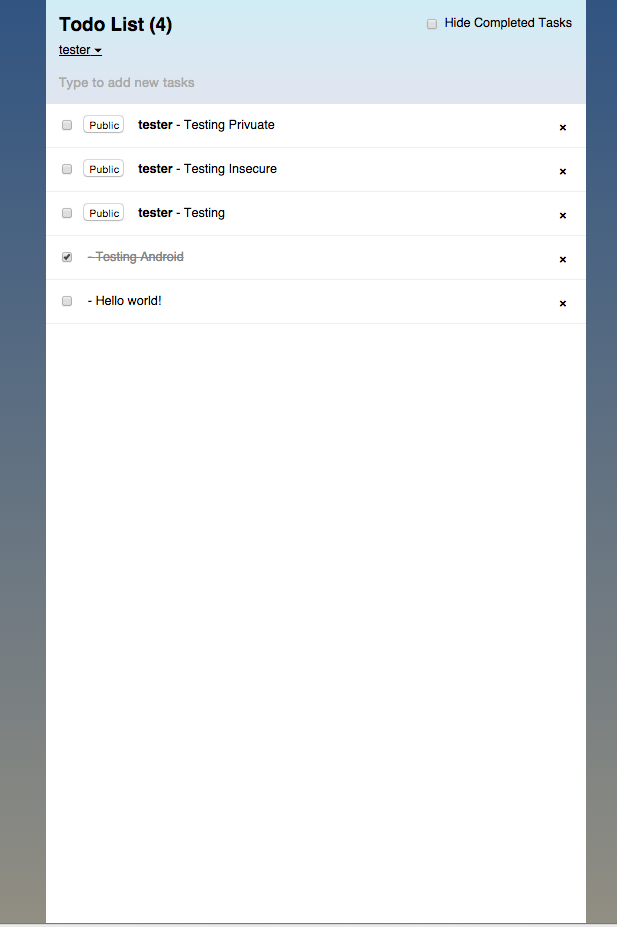 Todo List (4)
Hide Completed Tasks
tester
Type to add new tasks
Public tester - Testing Privuate
Public tester - Testing Insecure
Public tester - Testing
- Testing Android
- Hello world!